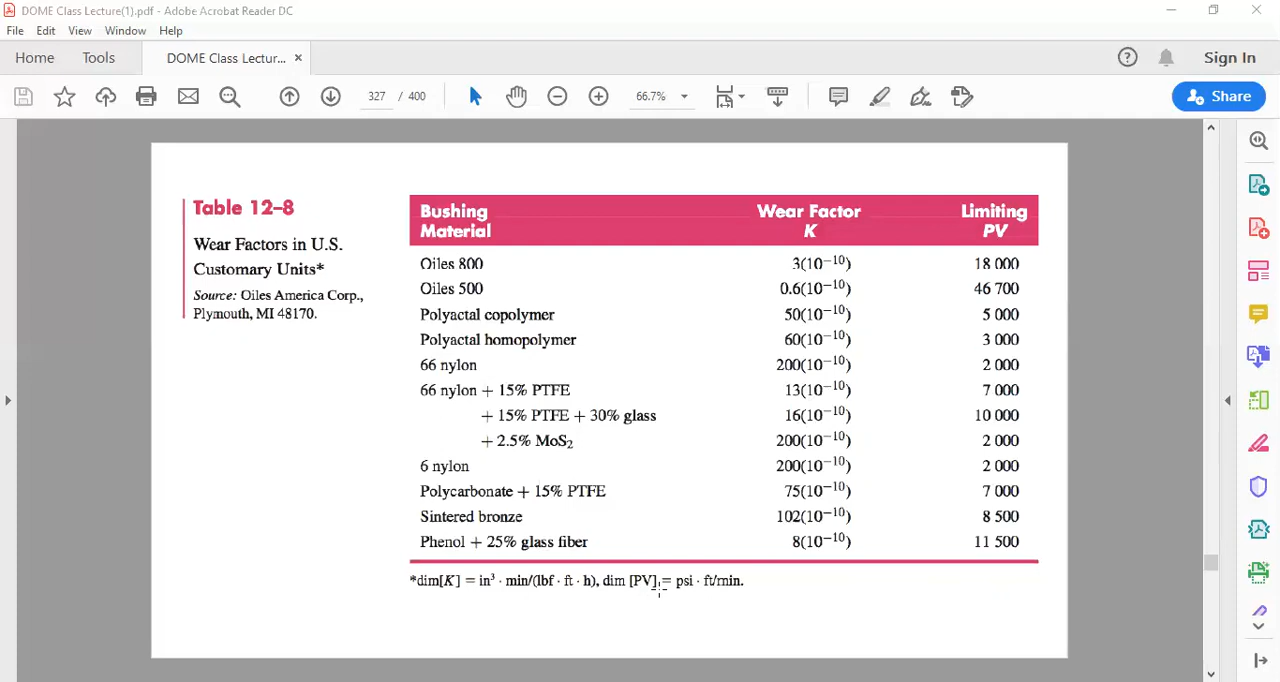 DOME Class Lecture(1).pdf - Adobe Acrobat Reader DC
File Edit View Window Help
Home Tools DOME Class Lectur... × Sign In
327 / 400 66.7% Share
Table 12–8
Wear Factors in U.S.
Customary Units*
Source: Oiles America Corp.,
Plymouth, MI 48170.
Bushing Material Wear Factor K Limiting PV
Oiles 800 3(10⁻¹⁰) 18 000
Oiles 500 0.6(10⁻¹⁰) 46 700
Polyactal copolymer 50(10⁻¹⁰) 5 000
Polyactal homopolymer 60(10⁻¹⁰) 3 000
66 nylon 200(10⁻¹⁰) 2 000
66 nylon + 15% PTFE 13(10⁻¹⁰) 7 000
+ 15% PTFE + 30% glass 16(10⁻¹⁰) 10 000
+ 2.5% MoS₂ 200(10⁻¹⁰) 2 000
6 nylon 200(10⁻¹⁰) 2 000
Polycarbonate + 15% PTFE 75(10⁻¹⁰) 7 000
Sintered bronze 102(10⁻¹⁰) 8 500
Phenol + 25% glass fiber 8(10⁻¹⁰) 11 500
*dim[K] = in³ · min/(lbf · ft · h), dim [PV] = psi · ft/min.